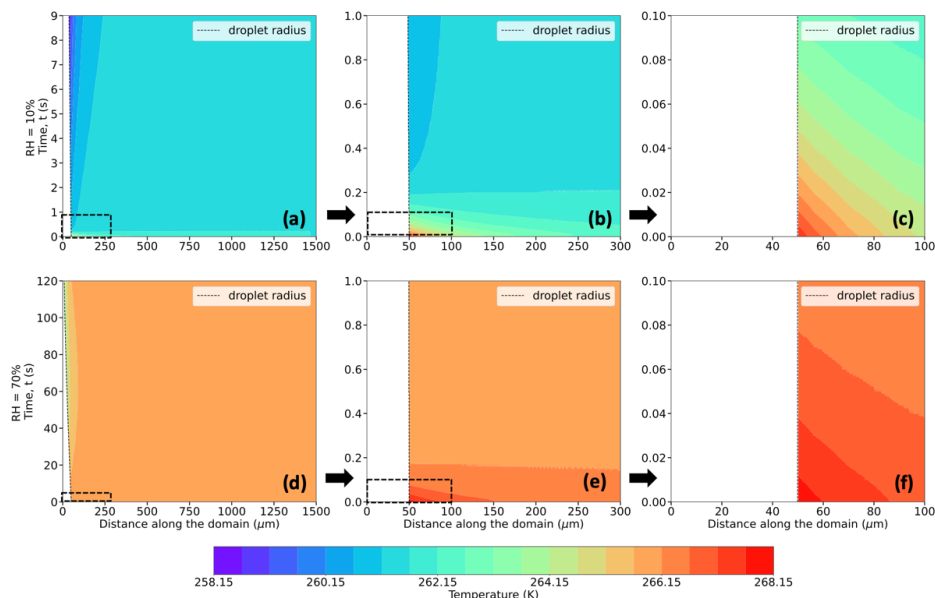 RH = 10%
Time, t (s)
9
8
7
6
5
4
3
2
1
0
0 250 500 750 1000 1250 1500
droplet radius
(a)
1.0
0.8
0.6
0.4
0.2
0.0
0 50 100 150 200 250 300
droplet radius
(b)
0.10
0.08
0.06
0.04
0.02
0.00
0 20 40 60 80 100
droplet radius
(c)
RH = 70%
Time, t (s)
120
100
80
60
40
20
0
0 250 500 750 1000 1250 1500
Distance along the domain (μm)
droplet radius
(d)
1.0
0.8
0.6
0.4
0.2
0.0
0 50 100 150 200 250 300
Distance along the domain (μm)
droplet radius
(e)
0.10
0.08
0.06
0.04
0.02
0.00
0 20 40 60 80 100
Distance along the domain (μm)
droplet radius
(f)
258.15 260.15 262.15 264.15 266.15 268.15
Temperature (K)